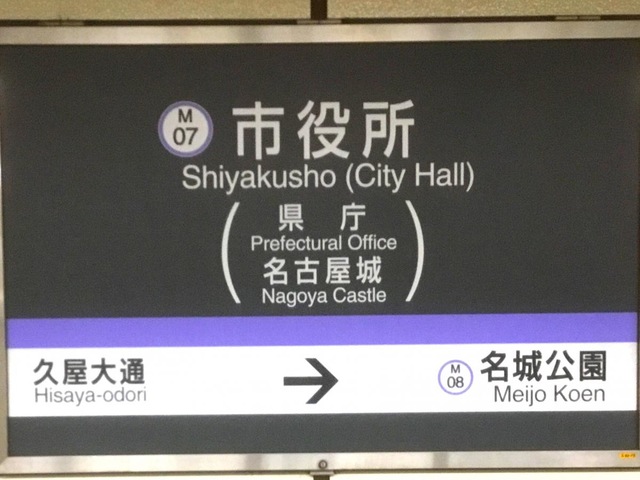 M
07
市役所
Shiyakusho (City Hall)
県 庁
Prefectural Office
名古屋城
Nagoya Castle
久屋大通
Hisaya-odori
M
08
名城公園
Meijo Koen